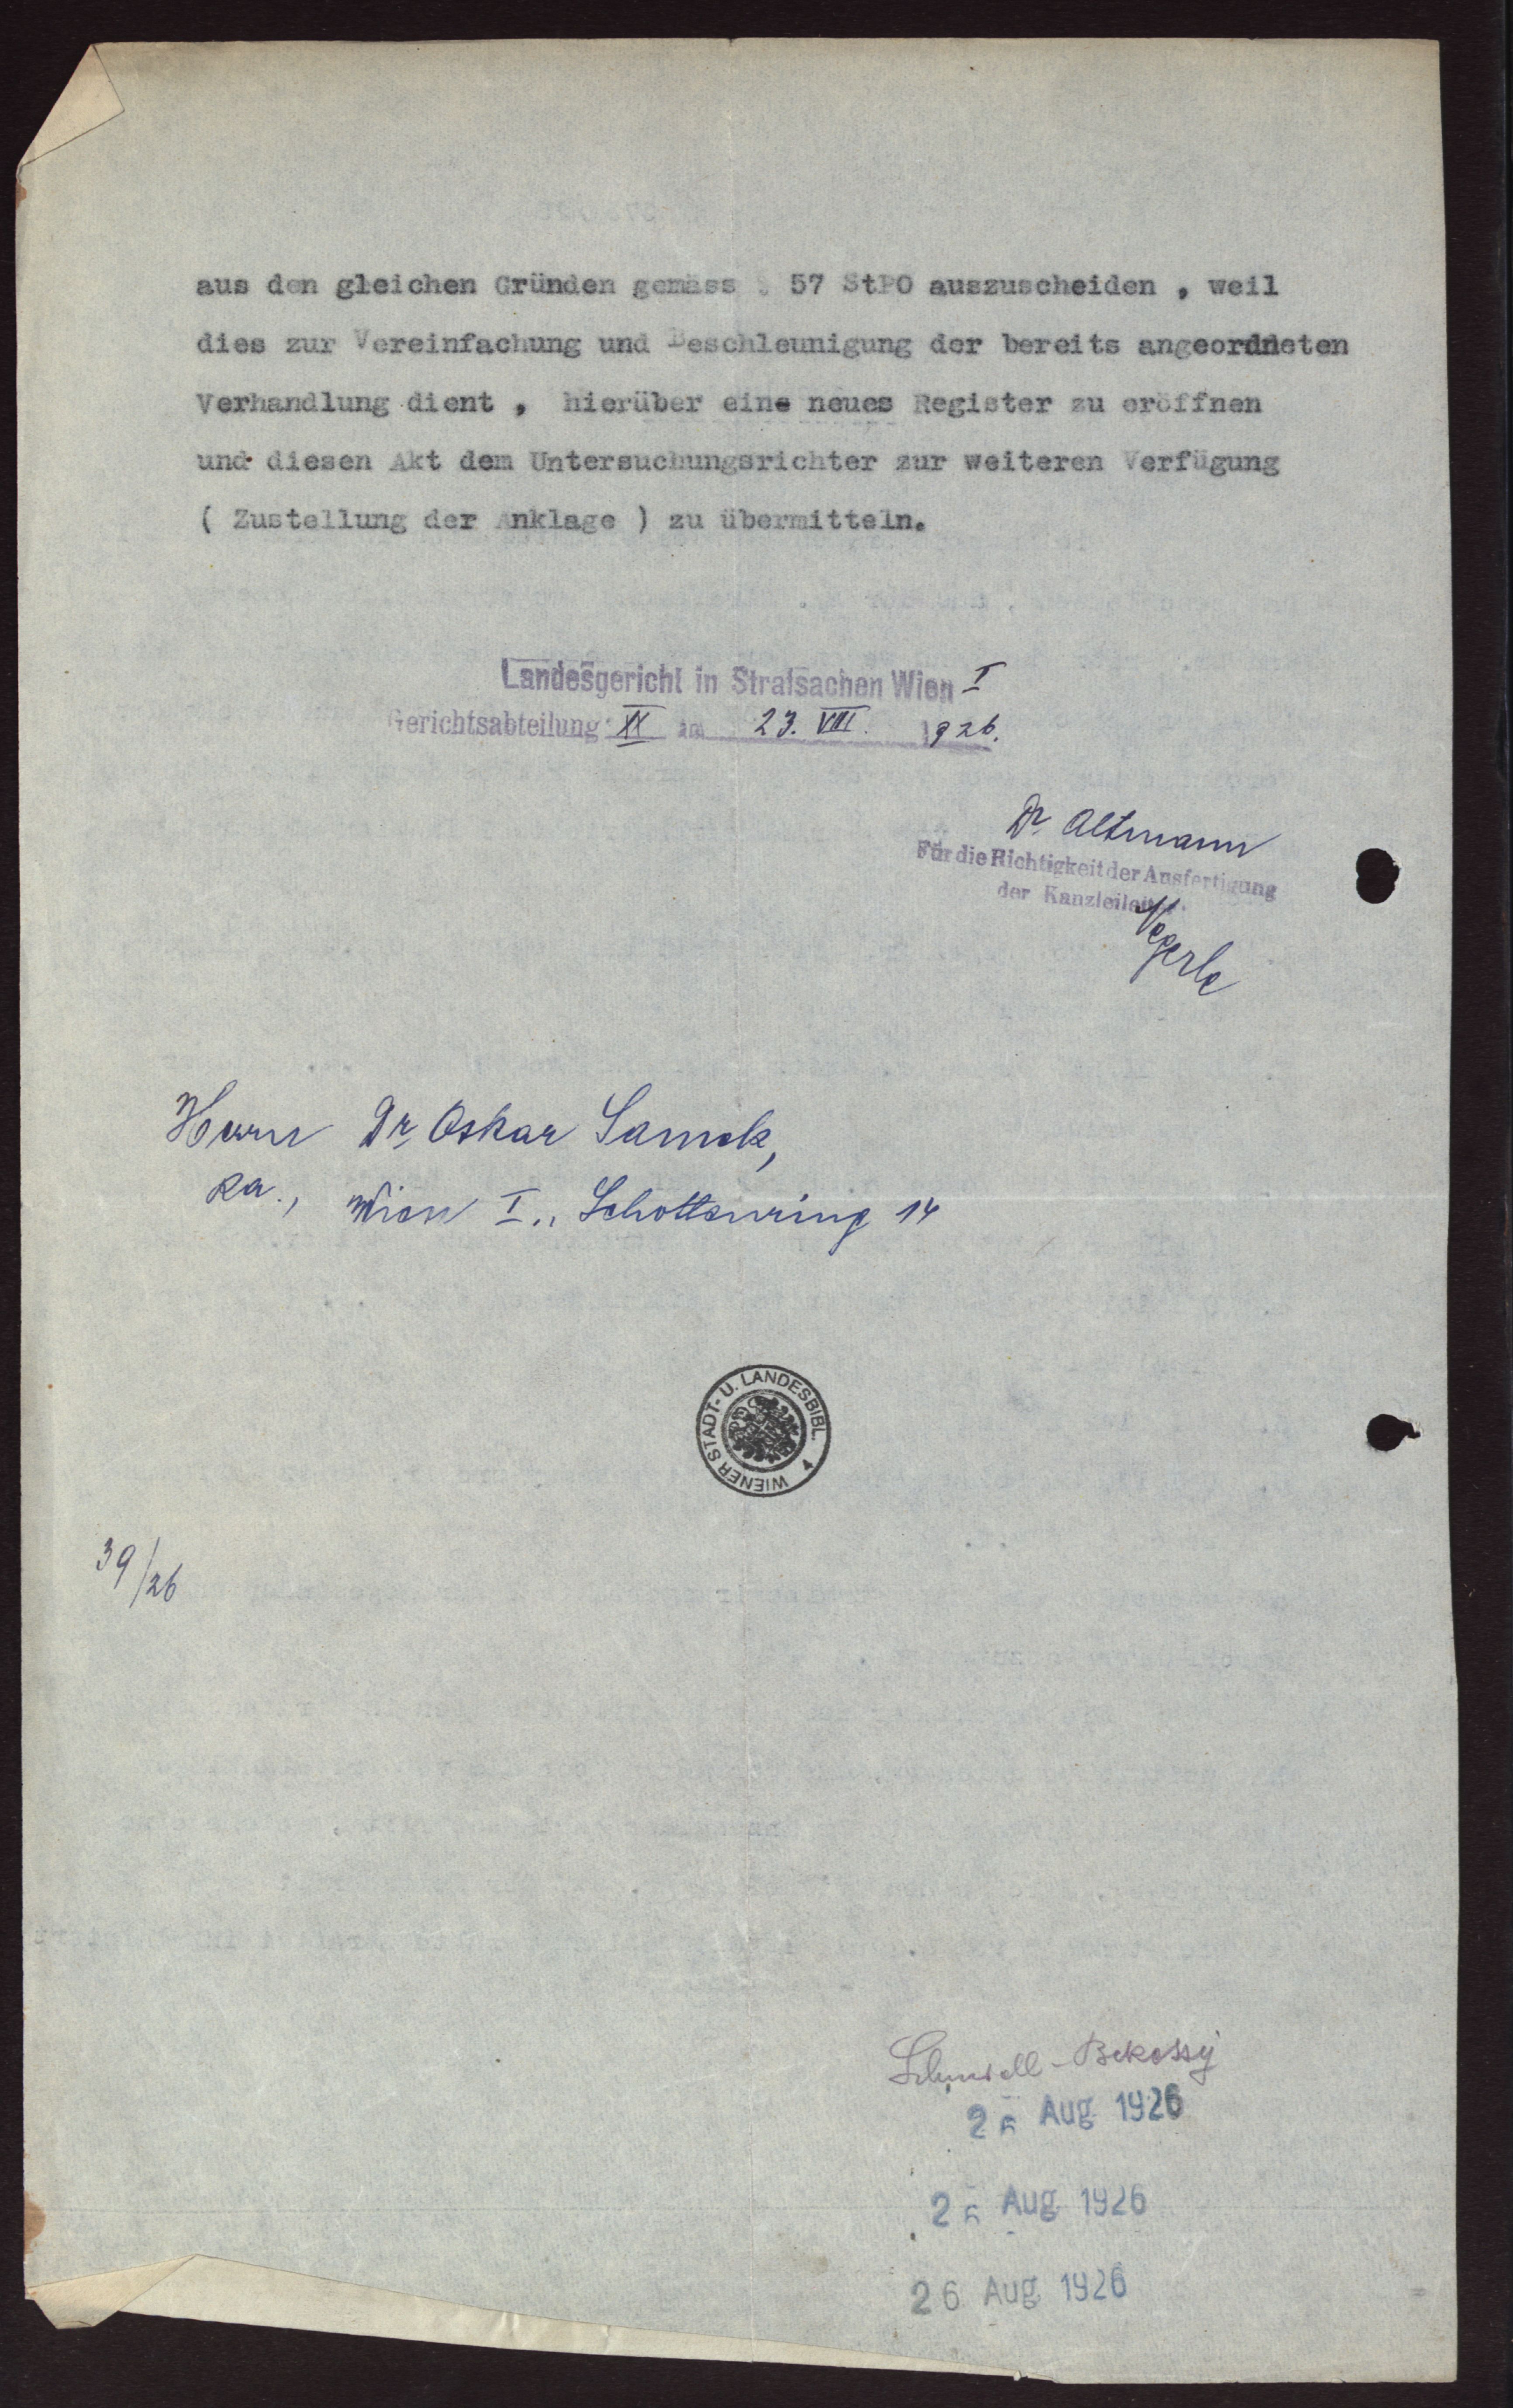 aus den gleichen Gründen gemäss § 57 StPO auszuscheiden , weil
dies zur Vereinfachung und Beschleunigung der bereits angeordneten
Verhandlung dient , hierüber ein neues Register zu eröffnen
und diesen Akt dem Untersuchungsrichter zur weiteren Verfügung
( Zustellung der Anklage ) zu übermitteln.
Landesgericht in Strafsachen Wien I
Gerichtsabteilung XX am 23. VIII. 1926.
Dr. Altmann
Für die Richtigkeit der Ausfertigung
der Kanzleileiter:
Herrn Dr. Oskar Samek,
RA., Wien I., Schottenring 14
WIENER STADT- U. LANDESBIBL.
39/26
Bekessy
26 Aug 1926
26 Aug 1926
26 Aug 1926